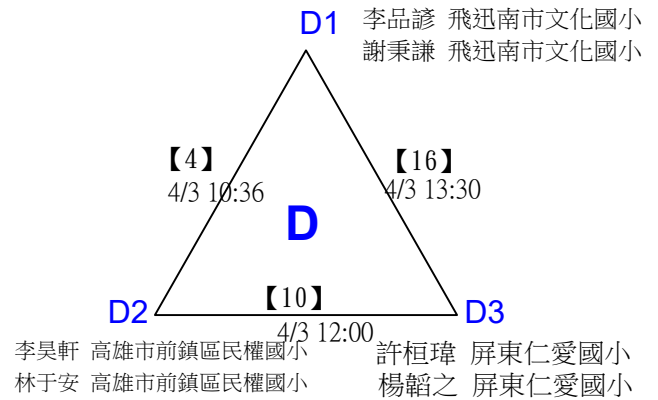 D1
李品諺 飛迅南市文化國小
謝秉謙 飛迅南市文化國小
【4】
4/3 10:36
【16】
4/3 13:30
D
D2
【10】
4/3 12:00
D3
李昊軒 高雄市前鎮區民權國小
林于安 高雄市前鎮區民權國小
許桓瑋 屏東仁愛國小
楊韜之 屏東仁愛國小